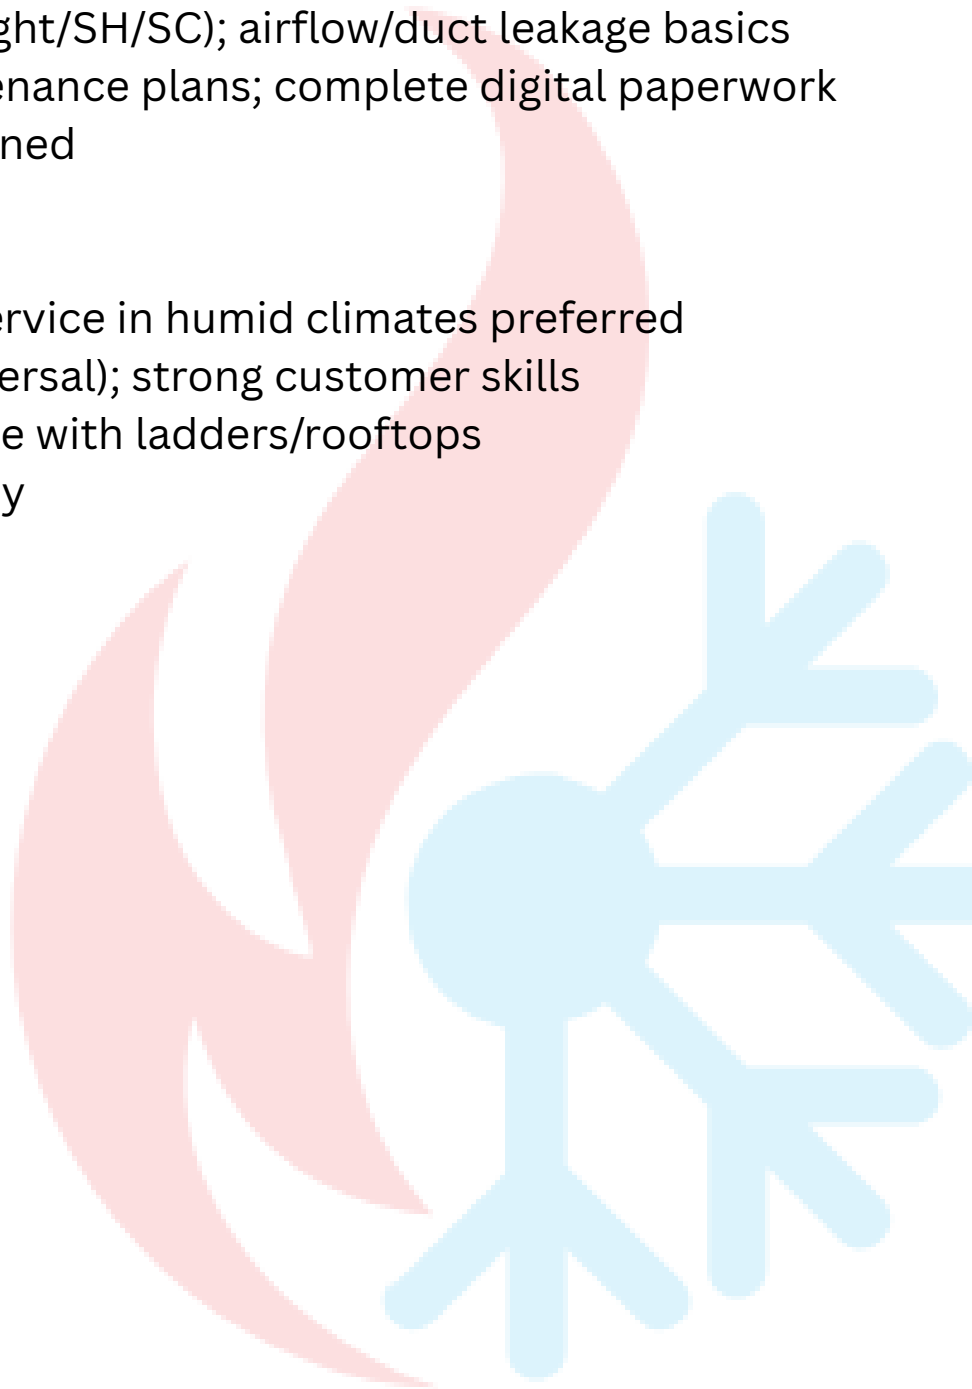 ght/SH/SC); airflow/duct leakage basics
enance plans; complete digital paperwork
ned
ervice in humid climates preferred
ersal); strong customer skills
e with ladders/rooftops
y